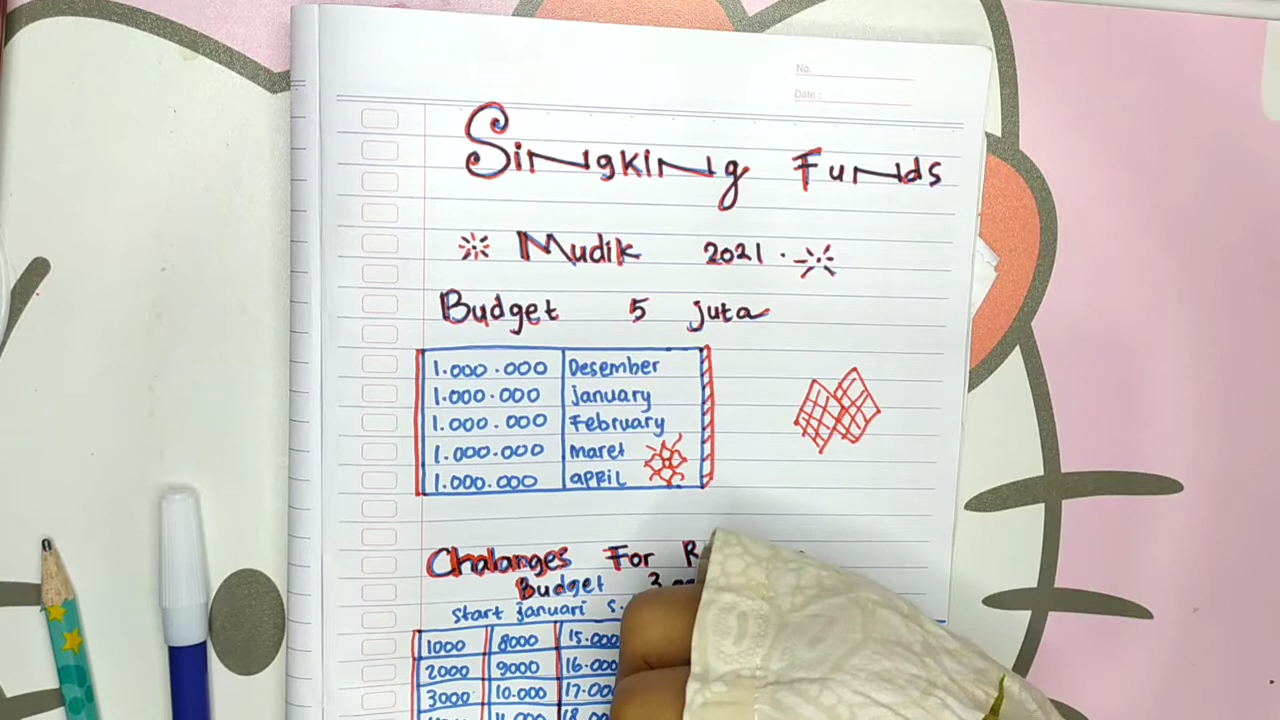 No.
Date :
Singking Funds
Mudik 2021.
Budget 5 juta
1.000.000 Desember
1.000.000 january
1.000.000 February
1.000.000 maret
1.000.000 april
Chalanges For
Budget
start januari
1000 8000 15.000
2000 9000 16.000
3000 10.000